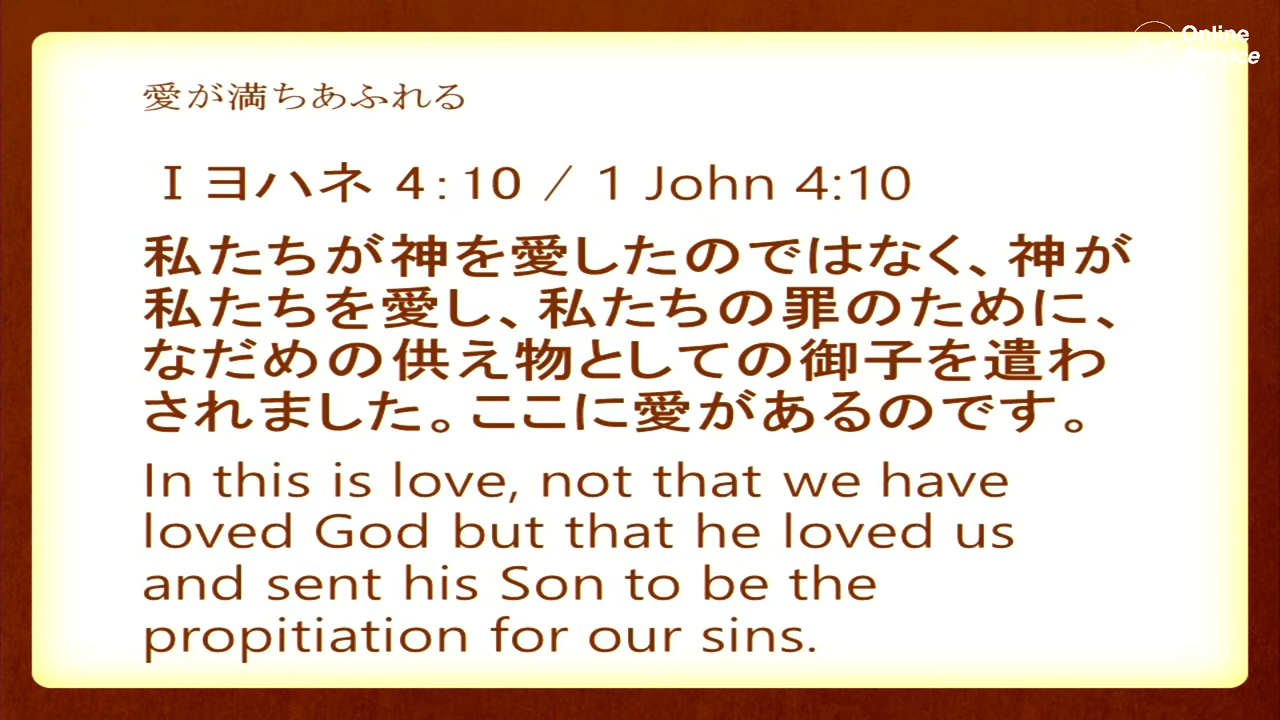 Online
Service
愛が満ちあふれる
Ⅰ ヨハネ 4:10 / 1 John 4:10
私たちが神を愛したのではなく、神が
私たちを愛し、私たちの罪のために、
なだめの供え物としての御子を遣わ
されました。ここに愛があるのです。
In this is love, not that we have
loved God but that he loved us
and sent his Son to be the
propitiation for our sins.